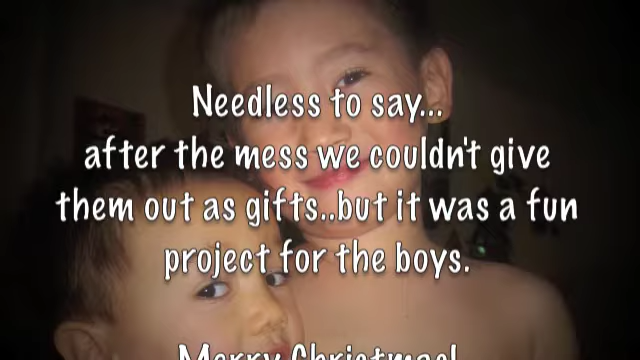 Needless to say...
after the mess we couldn't give
them out as gifts..but it was a fun
project for the boys.
Merry Christmas!